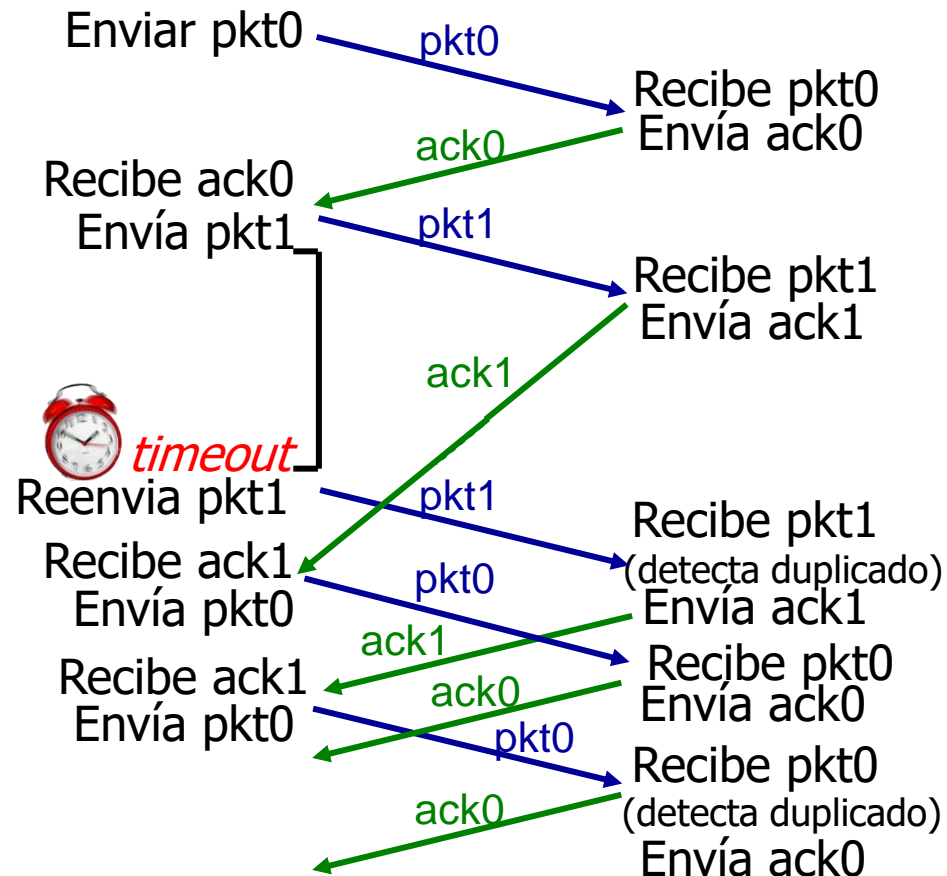 Enviar pkt0
pkt0
Recibe pkt0
Envía ack0
ack0
Recibe ack0
Envía pkt1
pkt1
Recibe pkt1
Envía ack1
ack1
timeout
Reenvia pkt1
pkt1
Recibe pkt1
(detecta duplicado)
Envía ack1
Recibe ack1
Envía pkt0
pkt0
ack1
Recibe pkt0
Envía ack0
Recibe ack1
Envía pkt0
ack0
pkt0
Recibe pkt0
(detecta duplicado)
Envía ack0
ack0